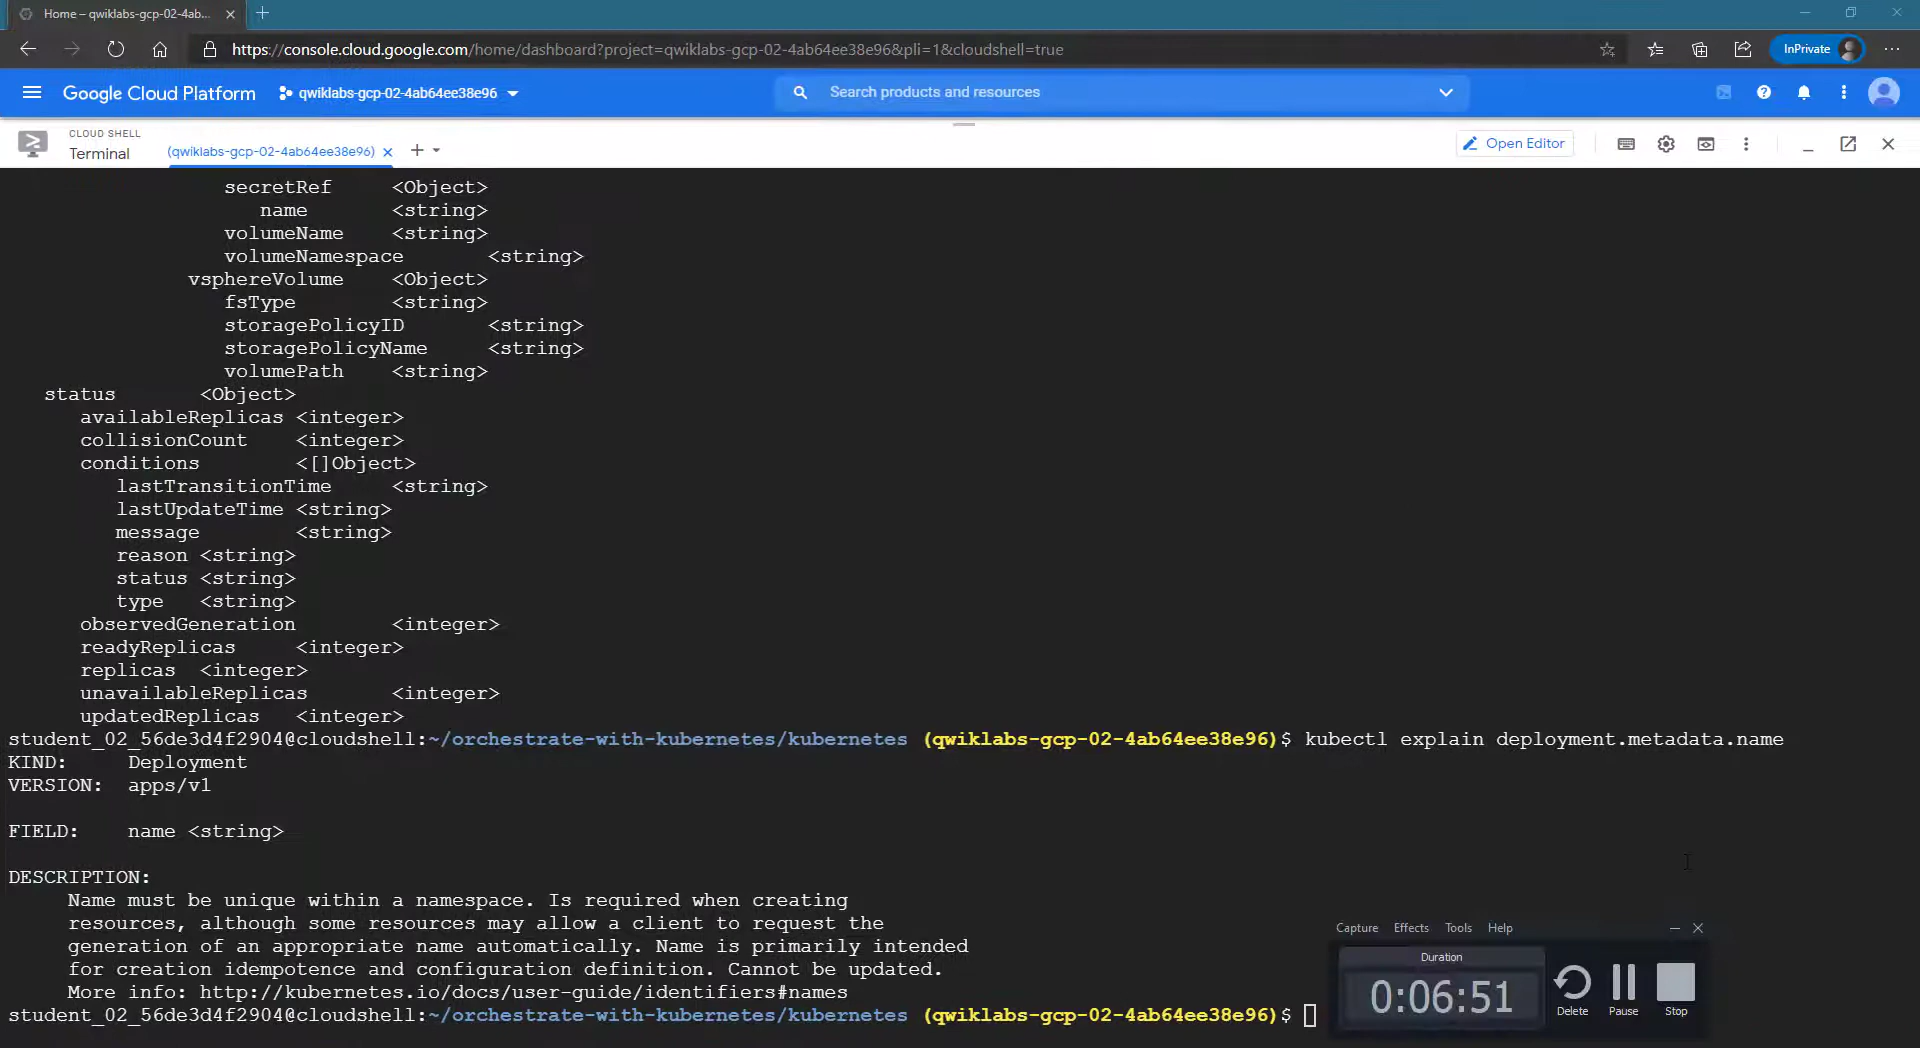 Home – qwiklabs-gcp-02-4ab...
https://console.cloud.google.com/home/dashboard?project=qwiklabs-gcp-02-4ab64ee38e96&pli=1&cloudshell=true
InPrivate
Google Cloud Platform
qwiklabs-gcp-02-4ab64ee38e96
Search products and resources
CLOUD SHELL
Terminal
(qwiklabs-gcp-02-4ab64ee38e96)
Open Editor
secretRef <Object>
name <string>
volumeName <string>
volumeNamespace <string>
vsphereVolume <Object>
fsType <string>
storagePolicyID <string>
storagePolicyName <string>
volumePath <string>
status <Object>
availableReplicas <integer>
collisionCount <integer>
conditions <[]Object>
lastTransitionTime <string>
lastUpdateTime <string>
message <string>
reason <string>
status <string>
type <string>
observedGeneration <integer>
readyReplicas <integer>
replicas <integer>
unavailableReplicas <integer>
updatedReplicas <integer>
student_02_56de3d4f2904@cloudshell:~/orchestrate-with-kubernetes/kubernetes (qwiklabs-gcp-02-4ab64ee38e96)$ kubectl explain deployment.metadata.name
KIND: Deployment
VERSION: apps/v1
FIELD: name <string>
DESCRIPTION:
Name must be unique within a namespace. Is required when creating
resources, although some resources may allow a client to request the
generation of an appropriate name automatically. Name is primarily intended
for creation idempotence and configuration definition. Cannot be updated.
More info: http://kubernetes.io/docs/user-guide/identifiers#names
student_02_56de3d4f2904@cloudshell:~/orchestrate-with-kubernetes/kubernetes (qwiklabs-gcp-02-4ab64ee38e96)$
Capture Effects Tools Help
Duration
0:06:51
Delete Pause Stop